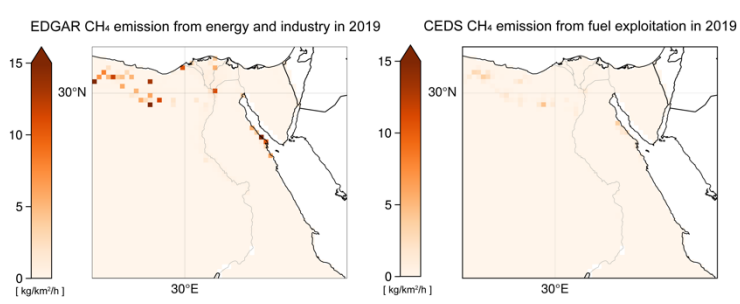 EDGAR CH₄ emission from energy and industry in 2019
15
10
5
0
[ kg/km²/h ]
30°N
30°E
CEDS CH₄ emission from fuel exploitation in 2019
15
10
5
0
[ kg/km²/h ]
30°N
30°E